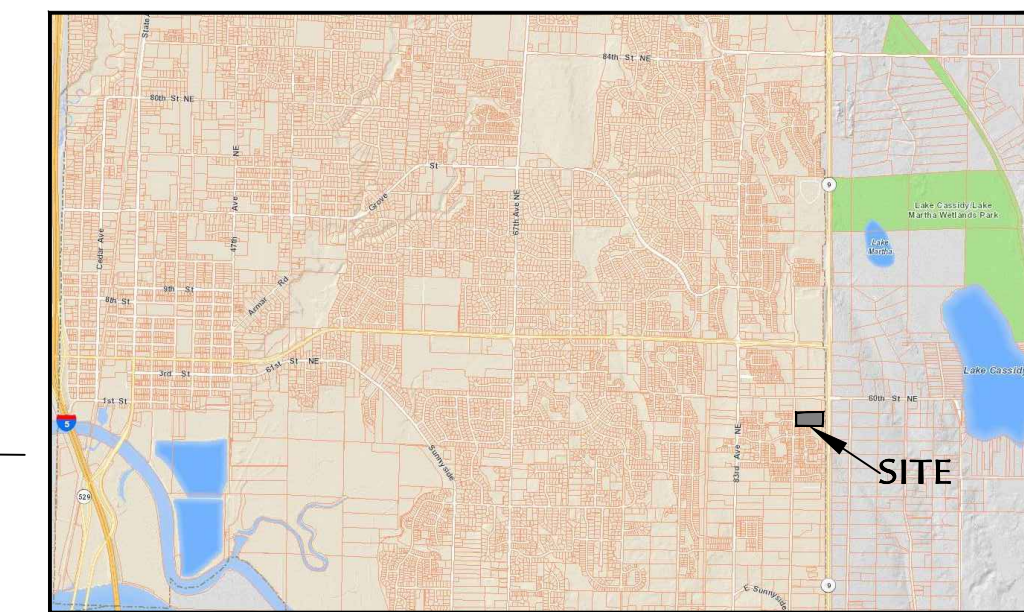 State
84th St NE
80th St NE
47th Ave NE
St
Grove
67th Ave NE
9
Lake Cassidy/Lake
Martha Wetlands Park
Cedar Ave
Lake
Martha
9th St
8th St
Armar Rd
61st St NE
3rd St
Lake Cassidy
1st St
60th St NE
5
83rd Ave NE
Sunnyside
SITE
529
9
E Sunnyside